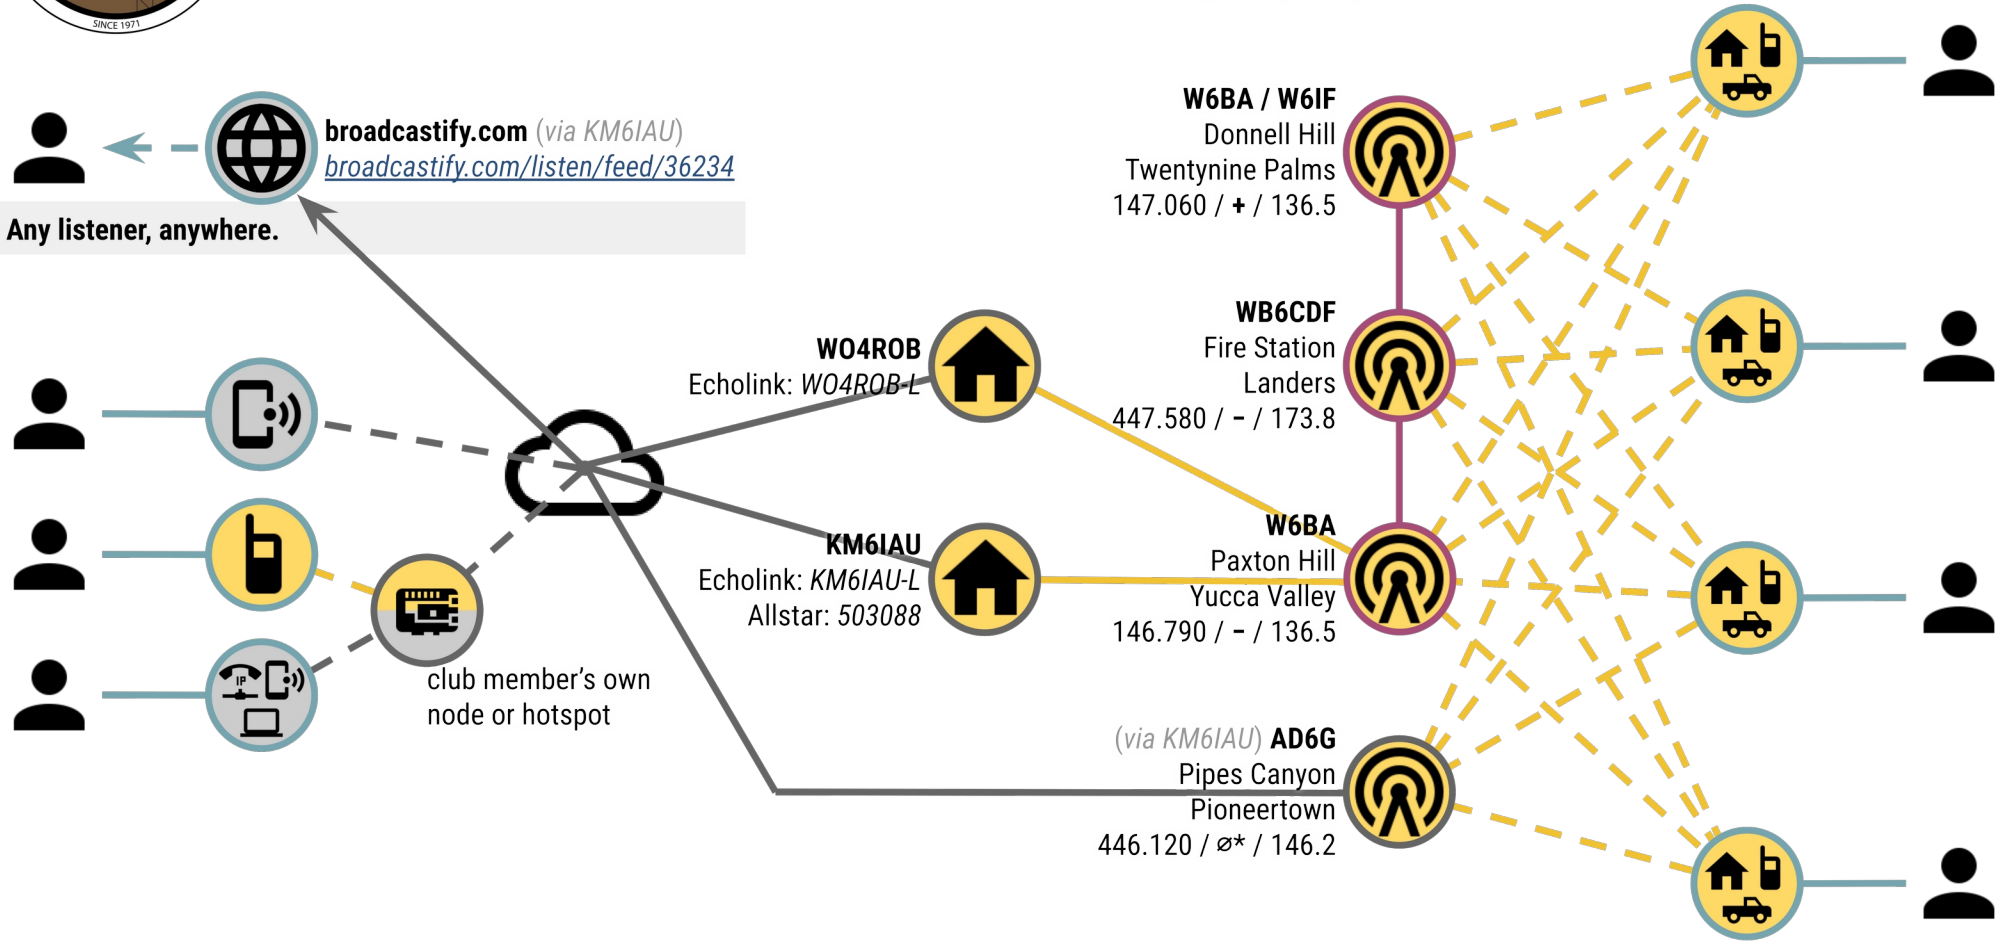 SINCE 1971
broadcastify.com (via KM6IAU)
broadcastify.com/listen/feed/36234
Any listener, anywhere.
W6BA / W6IF
Donnell Hill
Twentynine Palms
147.060 / + / 136.5
WB6CDF
Fire Station
Landers
447.580 / − / 173.8
WO4ROB
Echolink: WO4ROB-L
KM6IAU
Echolink: KM6IAU-L
Allstar: 503088
W6BA
Paxton Hill
Yucca Valley
146.790 / − / 136.5
IP
club member’s own
node or hotspot
(via KM6IAU) AD6G
Pipes Canyon
Pioneertown
446.120 / ⌀* / 146.2